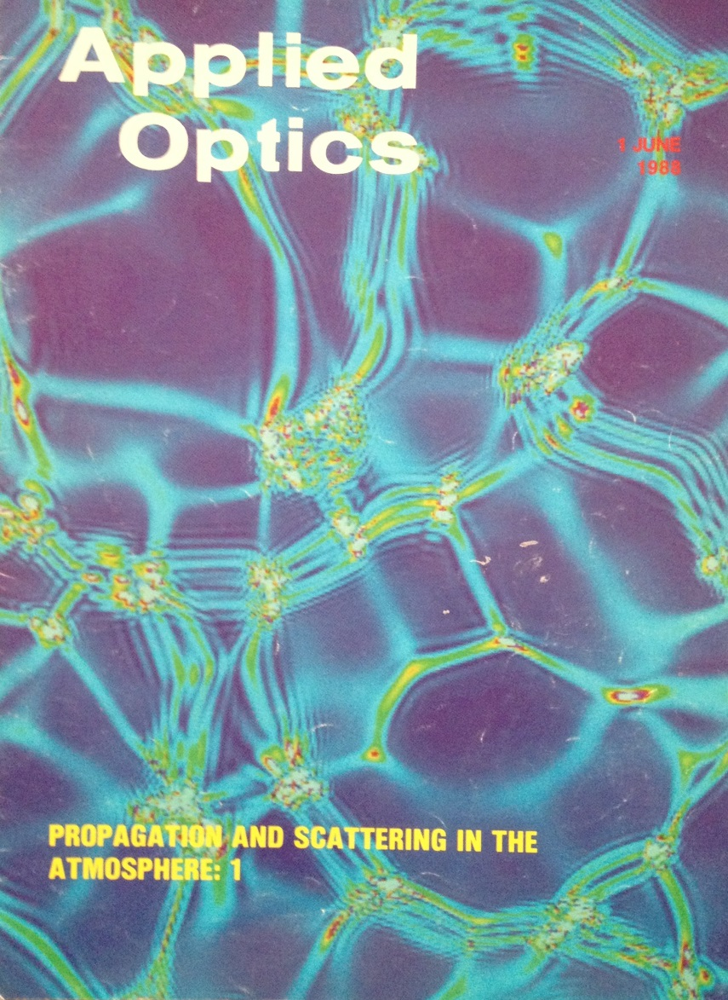 Applied
Optics
1 JUNE
1988
PROPAGATION AND SCATTERING IN THE
ATMOSPHERE: 1